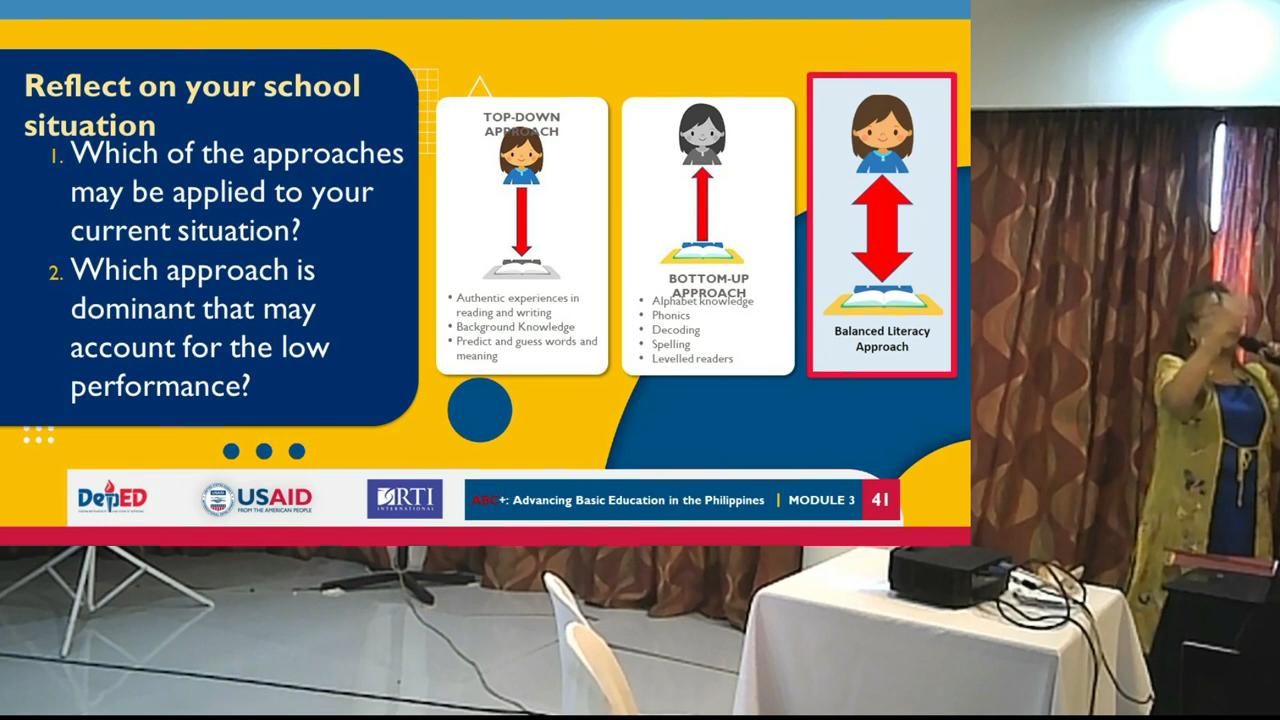 Reflect on your school
situation
1. Which of the approaches
may be applied to your
current situation?
2. Which approach is
dominant that may
account for the low
performance?
TOP-DOWN
APPROACH
• Authentic experiences in
reading and writing
• Background Knowledge
• Predict and guess words and
meaning
BOTTOM-UP
APPROACH
• Alphabet knowledge
• Phonics
• Decoding
• Spelling
• Levelled readers
Balanced Literacy
Approach
DepED
USAID
FROM THE AMERICAN PEOPLE
RTI
INTERNATIONAL
ABC+: Advancing Basic Education in the Philippines | MODULE 3 41